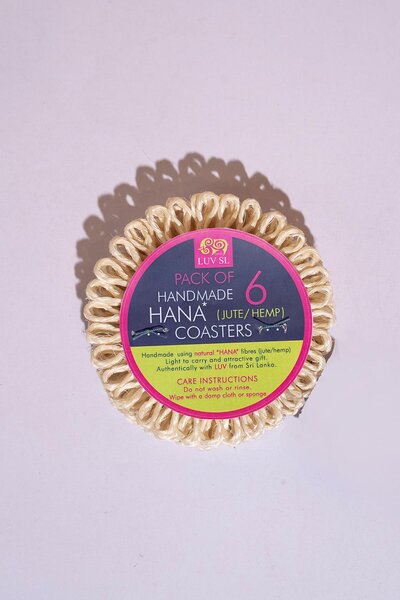 LUV SL
PACK OF 6
HANDMADE
HANA* (JUTE/HEMP)
COASTERS
Handmade using natural "HANA" fibres (jute/hemp)
Light to carry and attractive gift.
Authentically with LUV from Sri Lanka.
CARE INSTRUCTIONS
Do not wash or rinse.
Wipe with a damp cloth or sponge